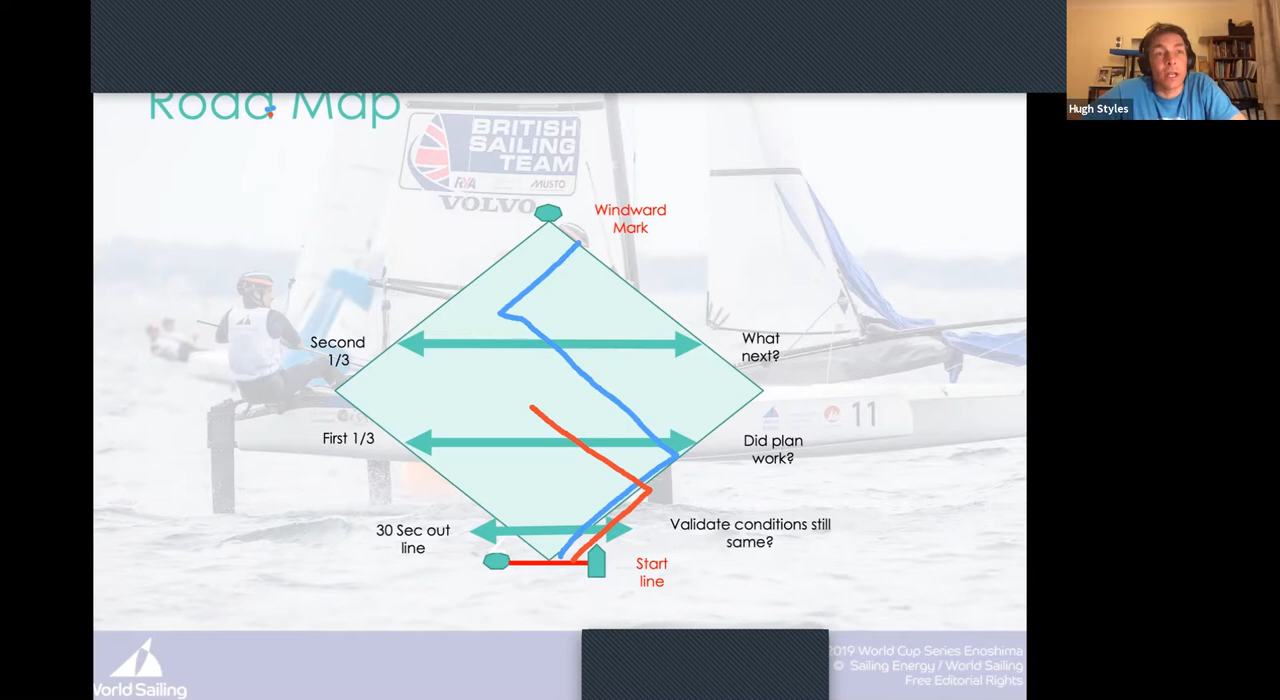 Road Map
Hugh Styles
BRITISH
SAILING
TEAM
RYA
MUSTO
VOLVO
Windward
Mark
Second
1/3
What
next?
11
First 1/3
Did plan
work?
30 Sec out
line
Validate conditions still
same?
Start
line
World Sailing
2019 World Cup Series Enoshima
© Sailing Energy / World Sailing
Free Editorial Rights